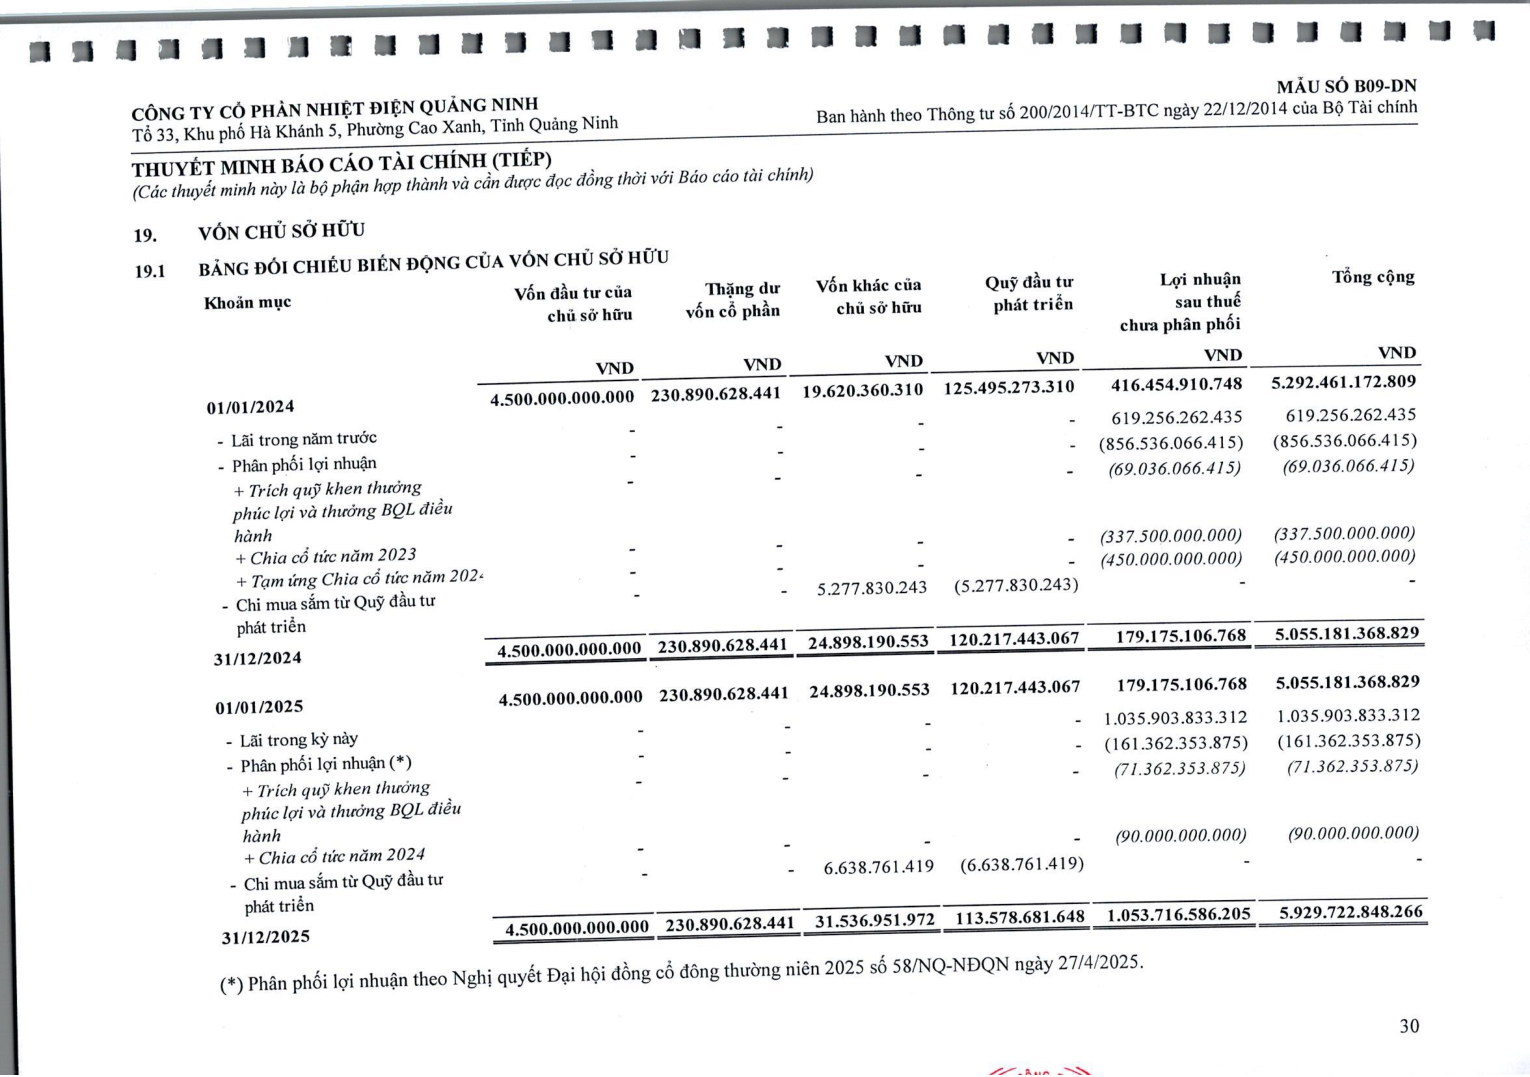 MẪU SỐ B09-DN
CÔNG TY CỔ PHẦN NHIỆT ĐIỆN QUẢNG NINH
Tổ 33, Khu phố Hà Khánh 5, Phường Cao Xanh, Tỉnh Quảng Ninh
Ban hành theo Thông tư số 200/2014/TT-BTC ngày 22/12/2014 của Bộ Tài chính
THUYẾT MINH BÁO CÁO TÀI CHÍNH (TIẾP)
(Các thuyết minh này là bộ phận hợp thành và cần được đọc đồng thời với Báo cáo tài chính)
19. VỐN CHỦ SỞ HỮU
19.1 BẢNG ĐỐI CHIẾU BIẾN ĐỘNG CỦA VỐN CHỦ SỞ HỮU
Khoản mục Vốn đầu tư của Thặng dư Vốn khác của Quỹ đầu tư Lợi nhuận Tổng cộng
chủ sở hữu vốn cổ phần chủ sở hữu phát triển sau thuế
chưa phân phối
VND VND VND VND VND VND
01/01/2024 4.500.000.000.000 230.890.628.441 19.620.360.310 125.495.273.310 416.454.910.748 5.292.461.172.809
- Lãi trong năm trước - - - - 619.256.262.435 619.256.262.435
- Phân phối lợi nhuận - - - - (856.536.066.415) (856.536.066.415)
+ Trích quỹ khen thưởng - - - - (69.036.066.415) (69.036.066.415)
phúc lợi và thưởng BQL điều
hành
+ Chia cổ tức năm 2023 - - - - (337.500.000.000) (337.500.000.000)
+ Tạm ứng Chia cổ tức năm 202 - - - - (450.000.000.000) (450.000.000.000)
- Chi mua sắm từ Quỹ đầu tư - - 5.277.830.243 (5.277.830.243) - -
phát triển
31/12/2024 4.500.000.000.000 230.890.628.441 24.898.190.553 120.217.443.067 179.175.106.768 5.055.181.368.829
01/01/2025 4.500.000.000.000 230.890.628.441 24.898.190.553 120.217.443.067 179.175.106.768 5.055.181.368.829
- Lãi trong kỳ này - - - - 1.035.903.833.312 1.035.903.833.312
- Phân phối lợi nhuận (*) - - - - (161.362.353.875) (161.362.353.875)
+ Trích quỹ khen thưởng - - - - (71.362.353.875) (71.362.353.875)
phúc lợi và thưởng BQL điều
hành
+ Chia cổ tức năm 2024 - - - - (90.000.000.000) (90.000.000.000)
- Chi mua sắm từ Quỹ đầu tư - - 6.638.761.419 (6.638.761.419) - -
phát triển
31/12/2025 4.500.000.000.000 230.890.628.441 31.536.951.972 113.578.681.648 1.053.716.586.205 5.929.722.848.266
(*) Phân phối lợi nhuận theo Nghị quyết Đại hội đồng cổ đông thường niên 2025 số 58/NQ-NĐQN ngày 27/4/2025.
30